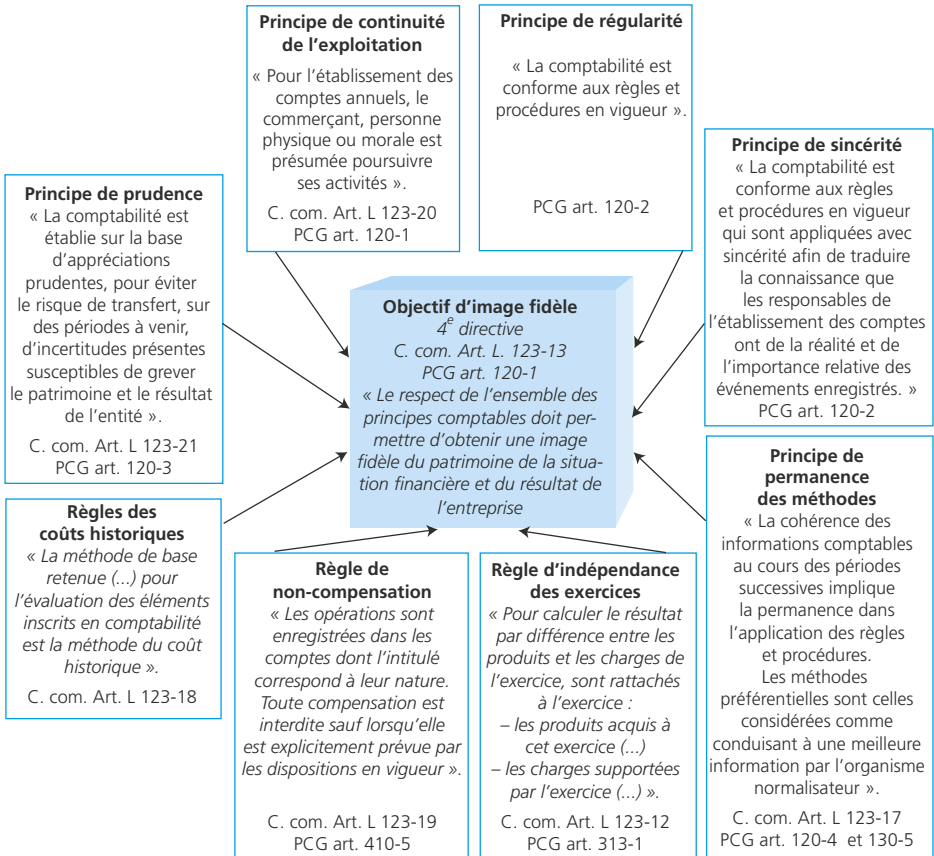 Principe de continuité
de l'exploitation
« Pour l'établissement des
comptes annuels, le
commerçant, personne
physique ou morale est
présumée poursuivre
ses activités ».
C. com. Art. L 123-20
PCG art. 120-1
Principe de régularité
« La comptabilité est
conforme aux règles et
procédures en vigueur ».
PCG art. 120-2
Principe de sincérité
« La comptabilité est
conforme aux règles
et procédures en vigueur
qui sont appliquées avec
sincérité afin de traduire
la connaissance que
les responsables de
l'établissement des comptes
ont de la réalité et de
l'importance relative des
événements enregistrés. »
PCG art. 120-2
Principe de prudence
« La comptabilité est
établie sur la base
d'appréciations
prudentes, pour éviter
le risque de transfert, sur
des périodes à venir,
d'incertitudes présentes
susceptibles de grever
le patrimoine et le résultat
de l'entité ».
C. com. Art. L 123-21
PCG art. 120-3
Objectif d'image fidèle
4e directive
C. com. Art. L. 123-13
PCG art. 120-1
« Le respect de l'ensemble des
principes comptables doit per-
mettre d'obtenir une image
fidèle du patrimoine de la situa-
tion financière et du résultat de
l'entreprise
Règles des
coûts historiques
« La méthode de base
retenue (...) pour
l'évaluation des éléments
inscrits en comptabilité
est la méthode du coût
historique ».
C. com. Art. L 123-18
Règle de
non-compensation
« Les opérations sont
enregistrées dans les
comptes dont l'intitulé
correspond à leur nature.
Toute compensation est
interdite sauf lorsqu'elle
est explicitement prévue par
les dispositions en vigueur ».
C. com. Art. L 123-19
PCG art. 410-5
Règle d'indépendance
des exercices
« Pour calculer le résultat
par différence entre les
produits et les charges de
l'exercice, sont rattachés
à l'exercice :
– les produits acquis à
cet exercice (...)
– les charges supportées
par l'exercice (...) ».
C. com. Art. L 123-12
PCG art. 313-1
Principe de
permanence
des méthodes
« La cohérence des
informations comptables
au cours des périodes
successives implique
la permanence dans
l'application des règles
et procédures.
Les méthodes
préférentielles sont celles
considérées comme
conduisant à une meilleure
information par l'organisme
normalisateur ».
C. com. Art. L 123-17
PCG art. 120-4 et 130-5